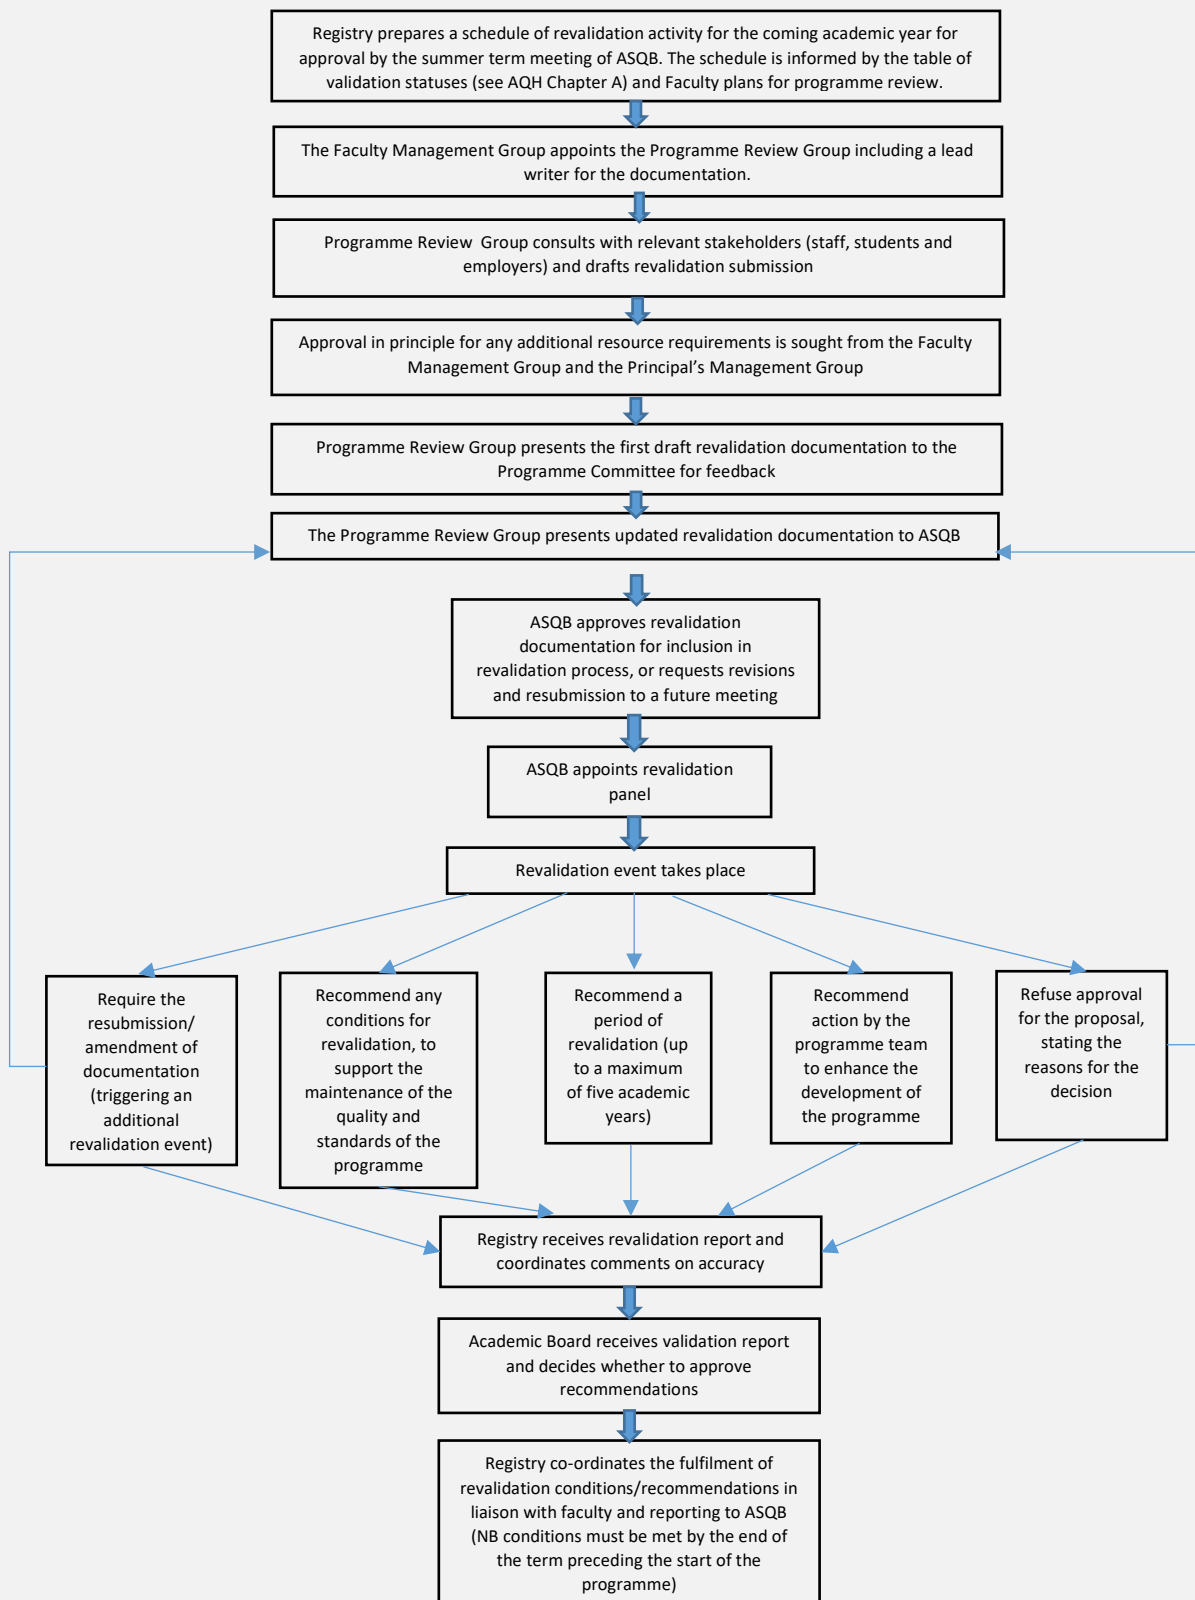 Registry prepares a schedule of revalidation activity for the coming academic year for
approval by the summer term meeting of ASQB. The schedule is informed by the table of
validation statuses (see AQH Chapter A) and Faculty plans for programme review.
The Faculty Management Group appoints the Programme Review Group including a lead
writer for the documentation.
Programme Review  Group consults with relevant stakeholders (staff, students and
employers) and drafts revalidation submission
Approval in principle for any additional resource requirements is sought from the Faculty
Management Group and the Principal’s Management Group
Programme Review Group presents the first draft revalidation documentation to the
Programme Committee for feedback
The Programme Review Group presents updated revalidation documentation to ASQB
ASQB approves revalidation
documentation for inclusion in
revalidation process, or requests revisions
and resubmission to a future meeting
ASQB appoints revalidation
panel
Revalidation event takes place
Require the
resubmission/
amendment of
documentation
(triggering an
additional
revalidation event)
Recommend any
conditions for
revalidation, to
support the
maintenance of the
quality and
standards of the
programme
Recommend a
period of
revalidation (up
to a maximum
of five academic
years)
Recommend
action by the
programme team
to enhance the
development of
the programme
Refuse approval
for the proposal,
stating the
reasons for the
decision
Registry receives revalidation report and
coordinates comments on accuracy
Academic Board receives validation report
and decides whether to approve
recommendations
Registry co-ordinates the fulfilment of
revalidation conditions/recommendations in
liaison with faculty and reporting to ASQB
(NB conditions must be met by the end of
the term preceding the start of the
programme)